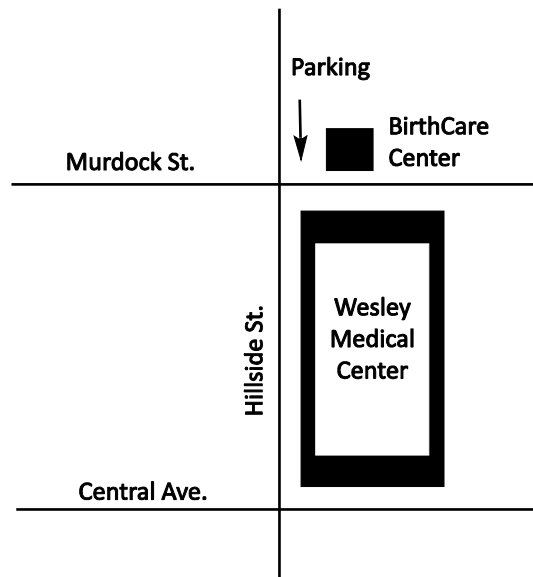 Parking
BirthCare
Center
Murdock St.
Wesley
Medical
Center
Hillside St.
Central Ave.